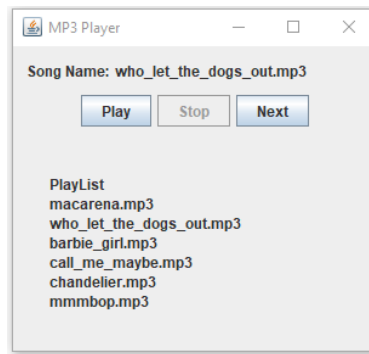 MP3 Player
Song Name: who_let_the_dogs_out.mp3
Play Stop Next
PlayList
macarena.mp3
who_let_the_dogs_out.mp3
barbie_girl.mp3
call_me_maybe.mp3
chandelier.mp3
mmmbop.mp3